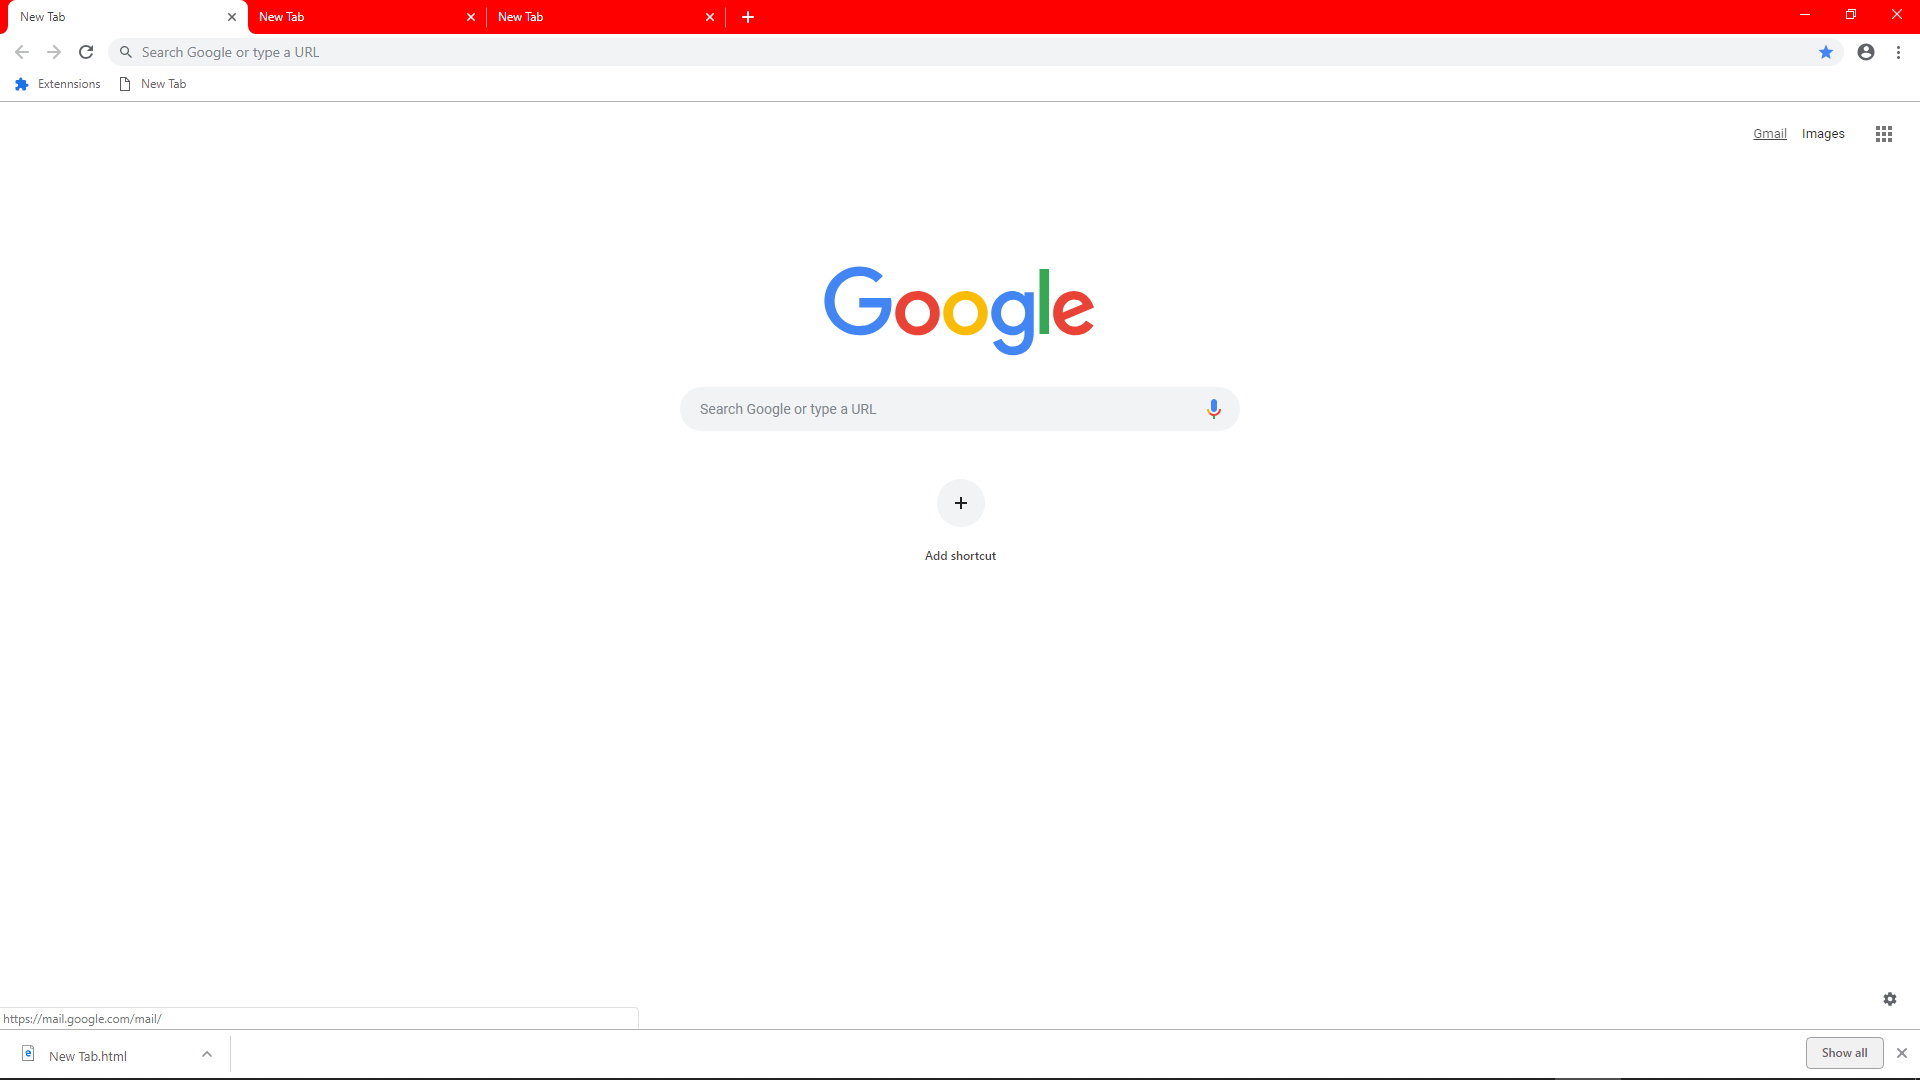 New Tab
New Tab
New Tab
Search Google or type a URL
Extennsions
New Tab
Gmail
Images
Google
Search Google or type a URL
Add shortcut
https://mail.google.com/mail/
New Tab.html
Show all